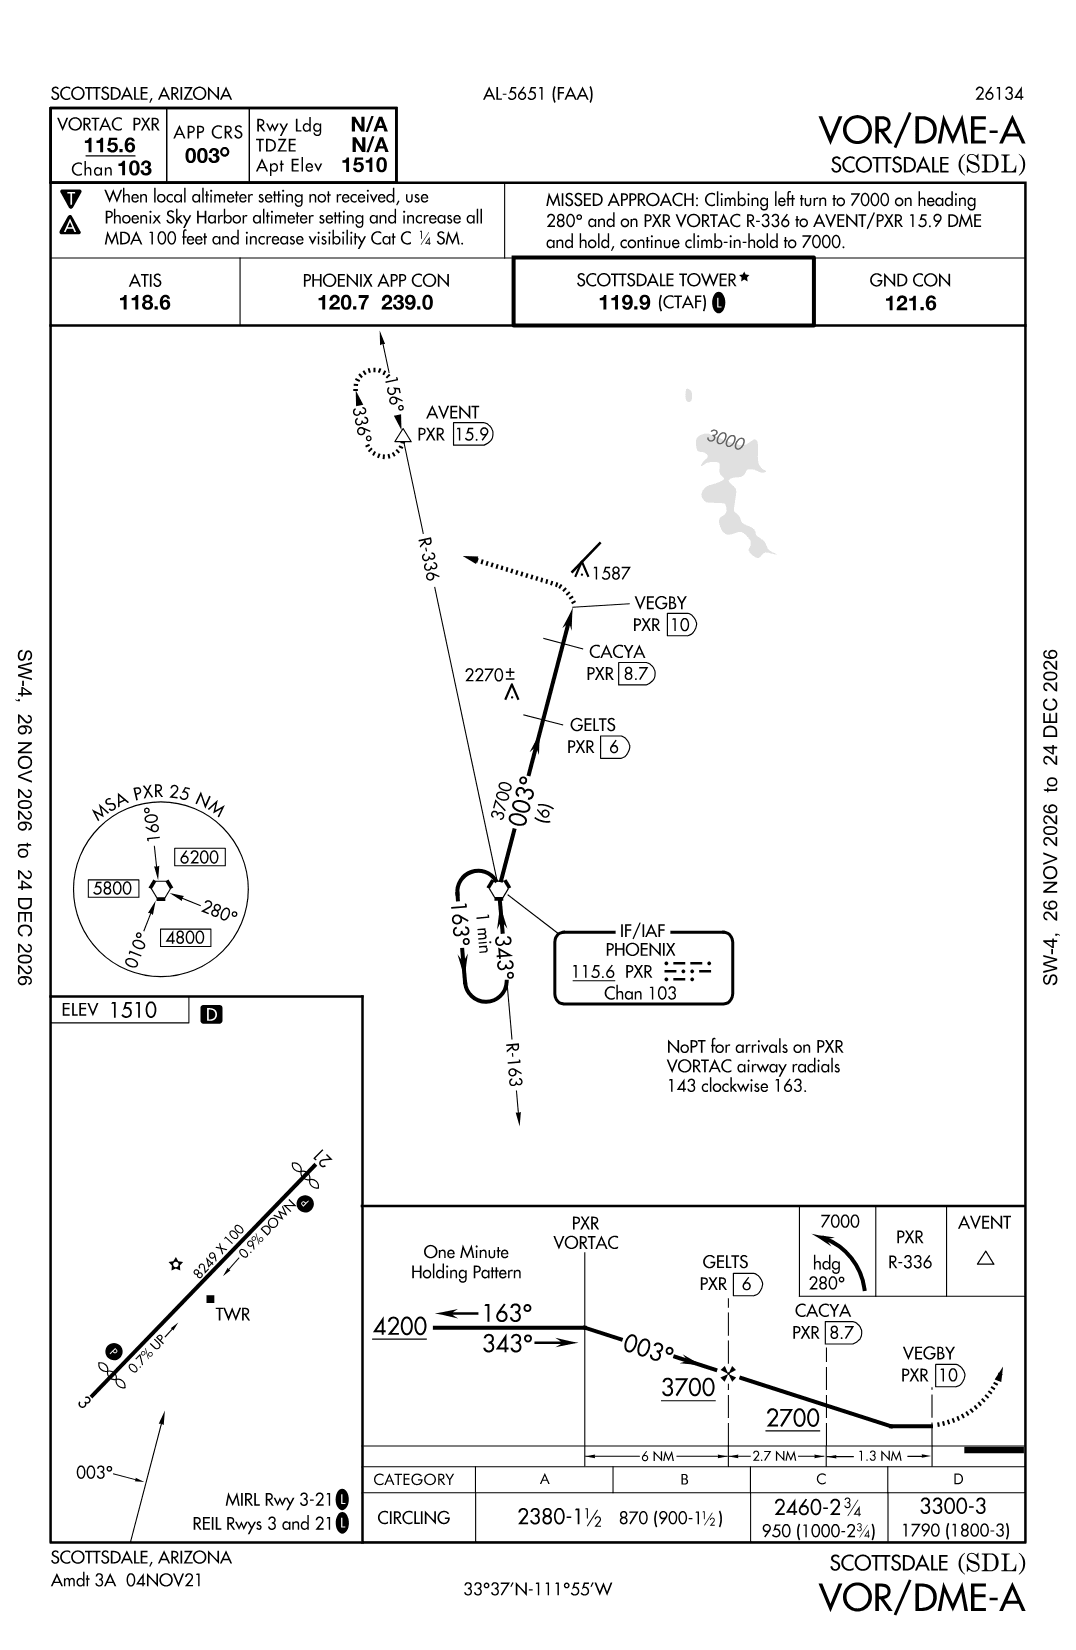 SCOTTSDALE, ARIZONA
AL-5651 (FAA)
26134
VORTAC PXR
115.6
Chan 103
APP CRS
003°
Rwy Ldg N/A
TDZE N/A
Apt Elev 1510
VOR/DME-A
SCOTTSDALE (SDL)
T
A
When local altimeter setting not received, use
Phoenix Sky Harbor altimeter setting and increase all
MDA 100 feet and increase visibility Cat C ¼ SM.
MISSED APPROACH: Climbing left turn to 7000 on heading
280° and on PXR VORTAC R-336 to AVENT/PXR 15.9 DME
and hold, continue climb-in-hold to 7000.
ATIS
118.6
PHOENIX APP CON
120.7 239.0
SCOTTSDALE TOWER★
119.9 (CTAF) L
GND CON
121.6
156°
336°
AVENT
PXR 15.9
3000
R-336
1587
VEGBY
PXR 10
CACYA
PXR 8.7
2270±
GELTS
PXR 6
3700
003°
(6)
MSA PXR 25 NM
160°
6200
5800
280°
010°
4800
163°
1 min
343°
IF/IAF
PHOENIX
115.6 PXR
Chan 103
R-163
NoPT for arrivals on PXR
VORTAC airway radials
143 clockwise 163.
SW-4, 26 NOV 2026 to 24 DEC 2026
SW-4, 26 NOV 2026 to 24 DEC 2026
ELEV 1510
D
21
P
8249 X 100
0.9% DOWN
TWR
P
0.7% UP
3
003°
MIRL Rwy 3-21 L
REIL Rwys 3 and 21 L
One Minute
Holding Pattern
PXR
VORTAC
GELTS
PXR 6
7000
hdg
280°
PXR
R-336
AVENT
CACYA
PXR 8.7
VEGBY
PXR 10
4200
163°
343°
003°
3700
2700
6 NM
2.7 NM
1.3 NM
CATEGORY A B C D
CIRCLING
2380-1½ 870 (900-1½)
2460-2¾
950 (1000-2¾)
3300-3
1790 (1800-3)
SCOTTSDALE, ARIZONA
Amdt 3A 04NOV21
33°37'N-111°55'W
SCOTTSDALE (SDL)
VOR/DME-A